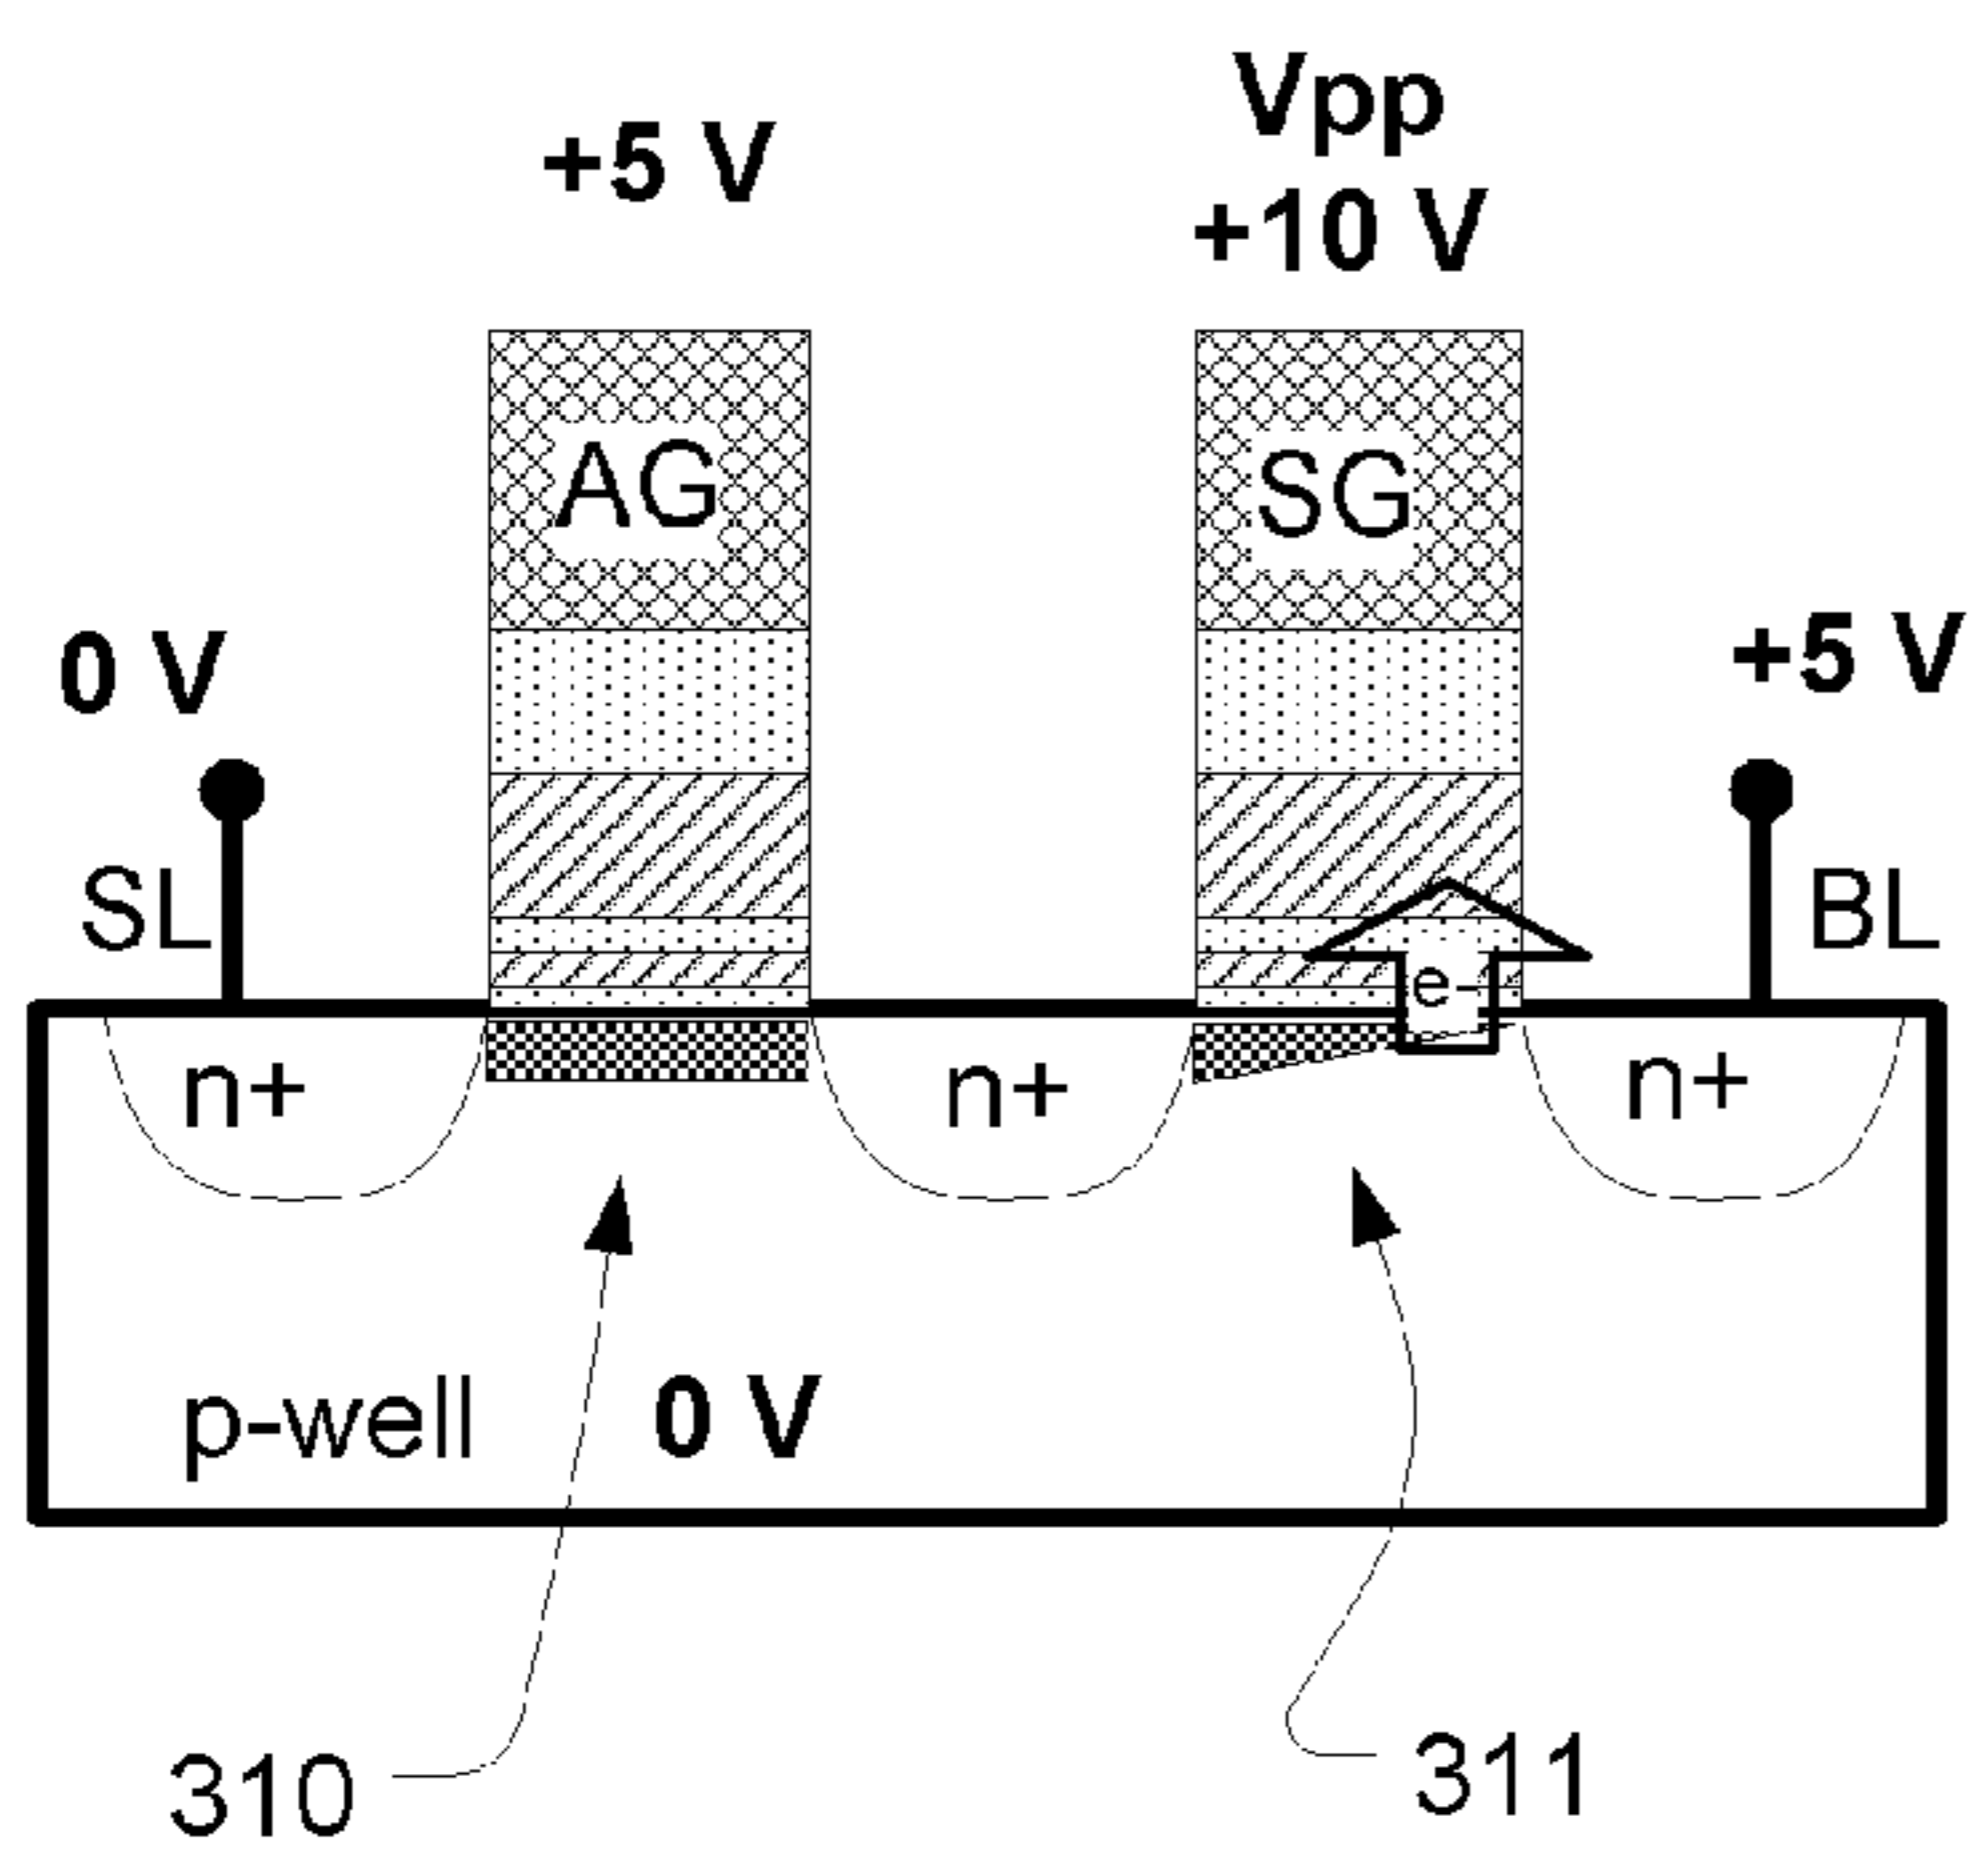 Vpp
+5 V
+10 V
AG
SG
0 V
+5 V
SL
BL
e-
n+
n+
n+
p-well
0 V
310
311